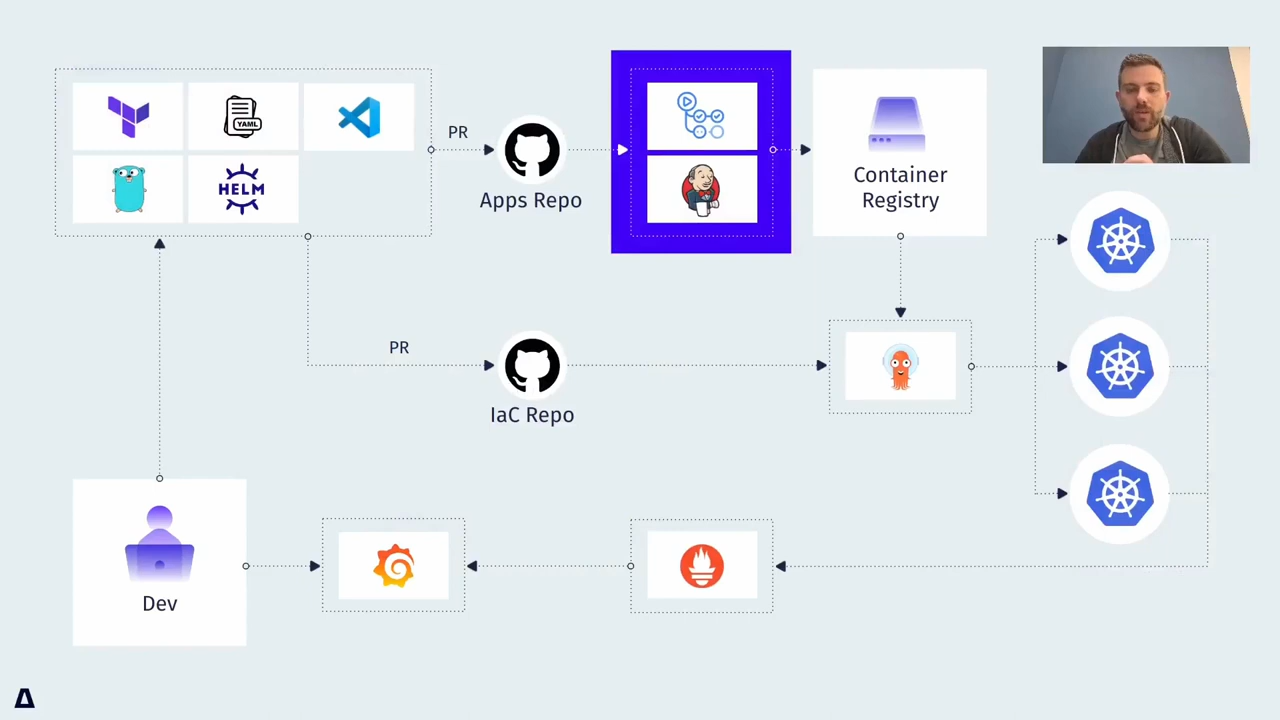 YAML
HELM
PR
Apps Repo
Container
Registry
PR
IaC Repo
Dev